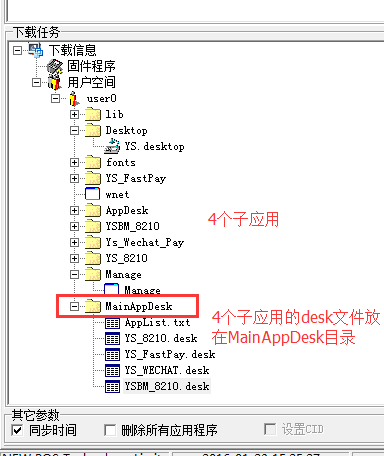 下载任务
下载信息
固件程序
用户空间
user0
lib
Desktop
YS.desktop
fonts
YS_FastPay
wnet
AppDesk
4个子应用
YSBM_8210
Ys_Wechat_Pay
YS_8210
Manage
Manage
MainAppDesk
4个子应用的desk文件放
在MainAppDesk目录
AppList.txt
YS_8210.desk
YS_FastPay.desk
YS_WECHAT.desk
YSBM_8210.desk
其它参数
同步时间 删除所有应用程序 设置CID